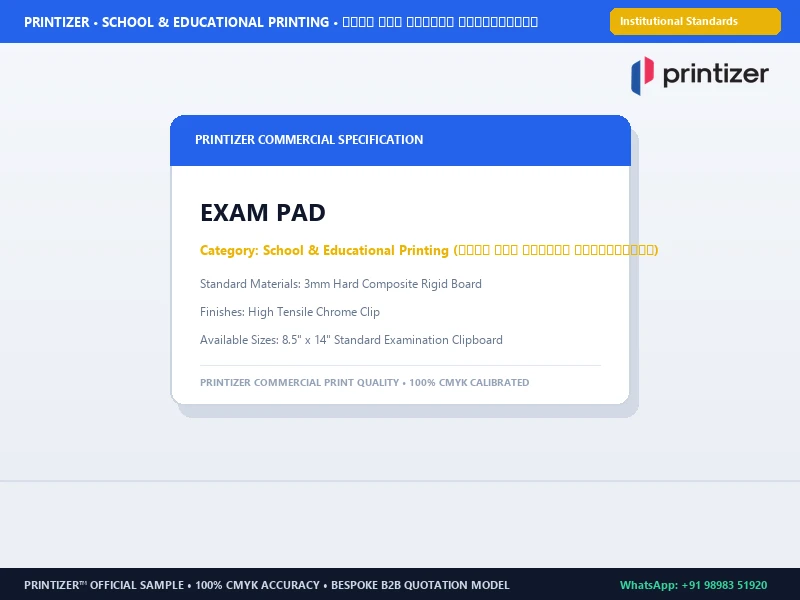 PRINTIZER • SCHOOL & EDUCATIONAL PRINTING •
Institutional Standards
printizer
PRINTIZER COMMERCIAL SPECIFICATION
EXAM PAD
Category: School & Educational Printing (
Standard Materials: 3mm Hard Composite Rigid Board
Finishes: High Tensile Chrome Clip
Available Sizes: 8.5" x 14" Standard Examination Clipboard
PRINTIZER COMMERCIAL PRINT QUALITY • 100% CMYK CALIBRATED
PRINTIZER™ OFFICIAL SAMPLE • 100% CMYK ACCURACY • BESPOKE B2B QUOTATION MODEL
WhatsApp: +91 98983 51920